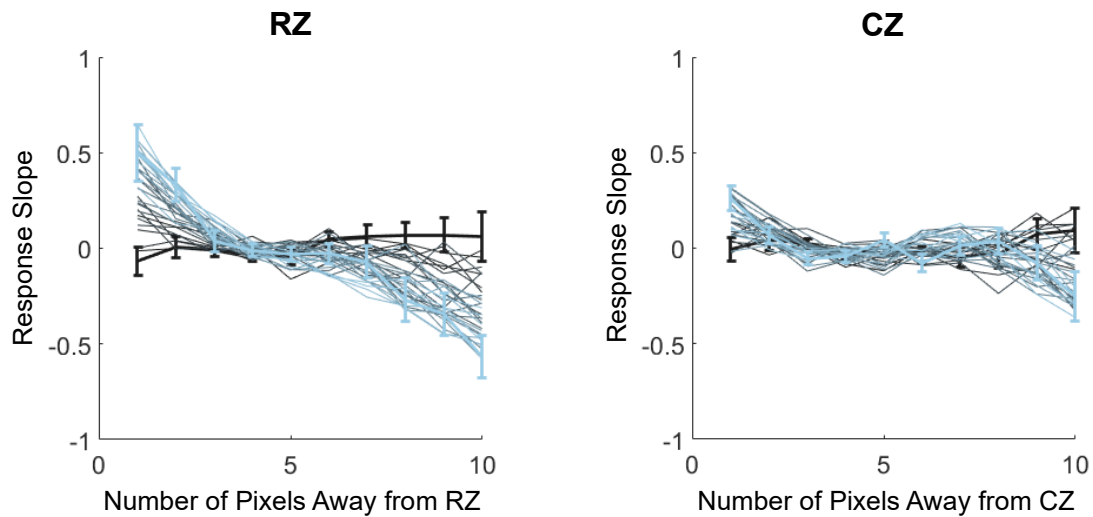 RZ
1
0.5
0
-0.5
-1
0
5
10
Response Slope
Number of Pixels Away from RZ
CZ
1
0.5
0
-0.5
-1
0
5
10
Response Slope
Number of Pixels Away from CZ